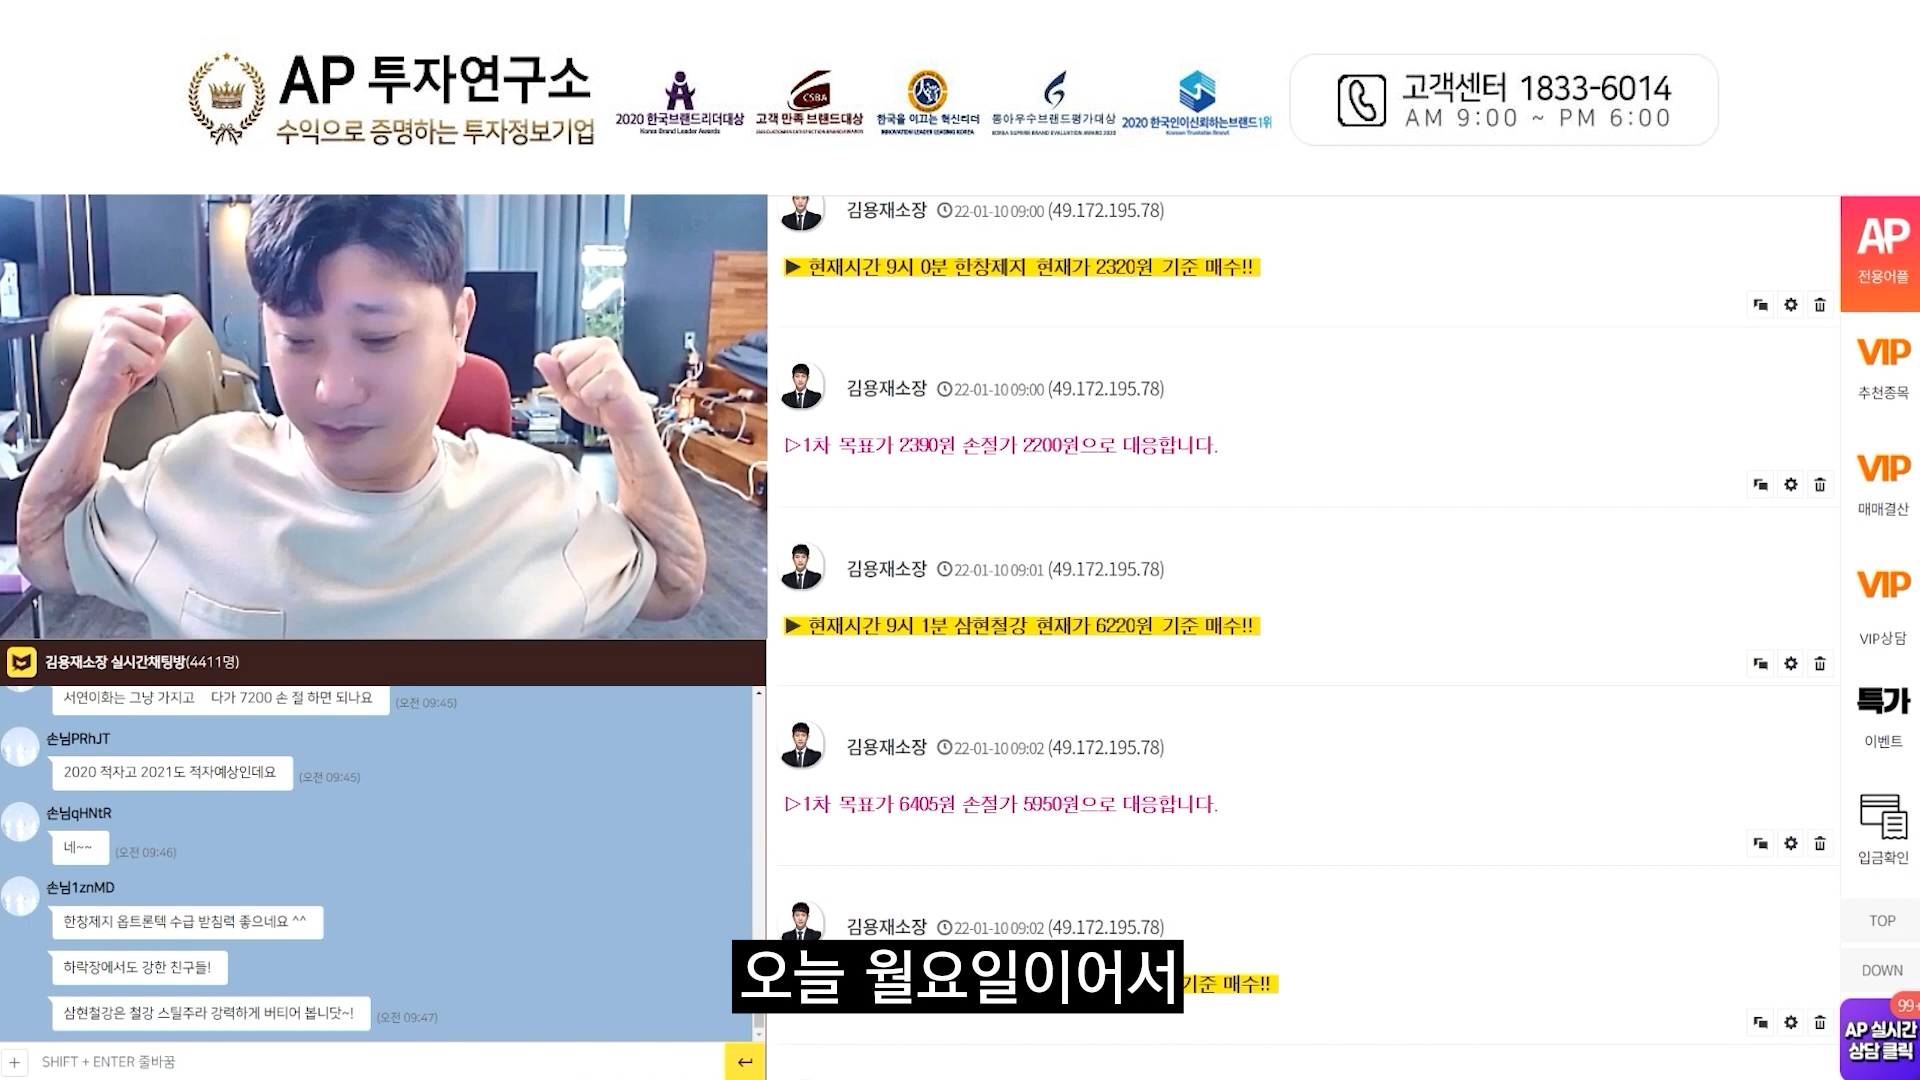 AP 투자연구소
수익으로 증명하는 투자정보기업
2020 한국브랜드리더대상
Korea Brand Leader Awards
CSBA
고객 만족 브랜드대상
2020 CUSTOMER SATISFACTION BRAND AWARDS
한국을 이끄는 혁신리더
INNOVATION LEADER LEADING KOREA
동아우수브랜드평가대상
KOREA SUPERB BRAND EVALUATION AWARD 2020
2020 한국인이신뢰하는브랜드1위
고객센터 1833-6014
AM 9:00 ~ PM 6:00
김용재소장 22-01-10 09:00 (49.172.195.78)
▶ 현재시간 9시 0분 한창제지 현재가 2320원 기준 매수!!
김용재소장 22-01-10 09:00 (49.172.195.78)
▷1차 목표가 2390원 손절가 2200원으로 대응합니다.
김용재소장 22-01-10 09:01 (49.172.195.78)
▶ 현재시간 9시 1분 삼현철강 현재가 6220원 기준 매수!!
김용재소장 22-01-10 09:02 (49.172.195.78)
▷1차 목표가 6405원 손절가 5950원으로 대응합니다.
김용재소장 22-01-10 09:02 (49.172.195.78)
기준 매수!!
김용재소장 실시간채팅방(4411명)
서연이화는 그냥 가지고 다가 7200 손 절 하면 되나요 (오전 09:45)
손님PRhJT
2020 적자고 2021도 적자예상인데요 (오전 09:45)
손님qHNtR
네~~ (오전 09:46)
손님1znMD
한창제지 옵트론텍 수급 받침력 좋으네요 ^^
하락장에서도 강한 친구들!
삼현철강은 철강 스틸주라 강력하게 버티어 봅니닷~! (오전 09:47)
+ SHIFT + ENTER 줄바꿈
오늘 월요일이어서
AP
전용어플
VIP
추천종목
VIP
매매결산
VIP
VIP상담
특가
이벤트
입금확인
TOP
DOWN
99+
AP 실시간
상담 클릭